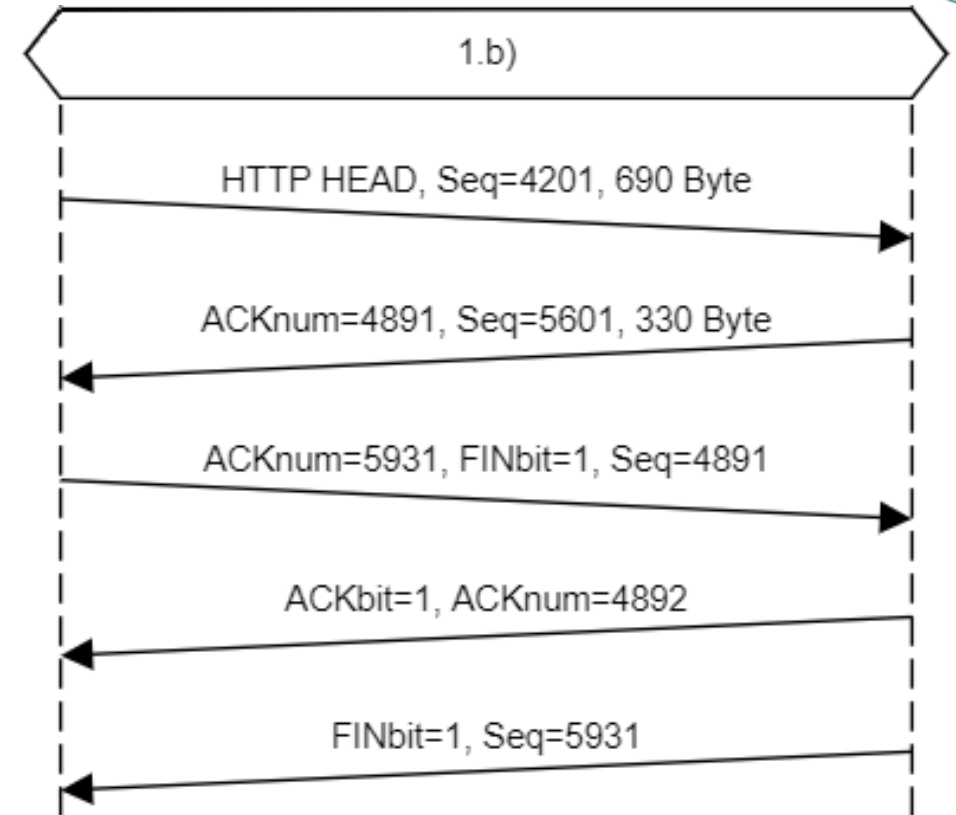 1.b)
HTTP HEAD, Seq=4201, 690 Byte
ACKnum=4891, Seq=5601, 330 Byte
ACKnum=5931, FINbit=1, Seq=4891
ACKbit=1, ACKnum=4892
FINbit=1, Seq=5931